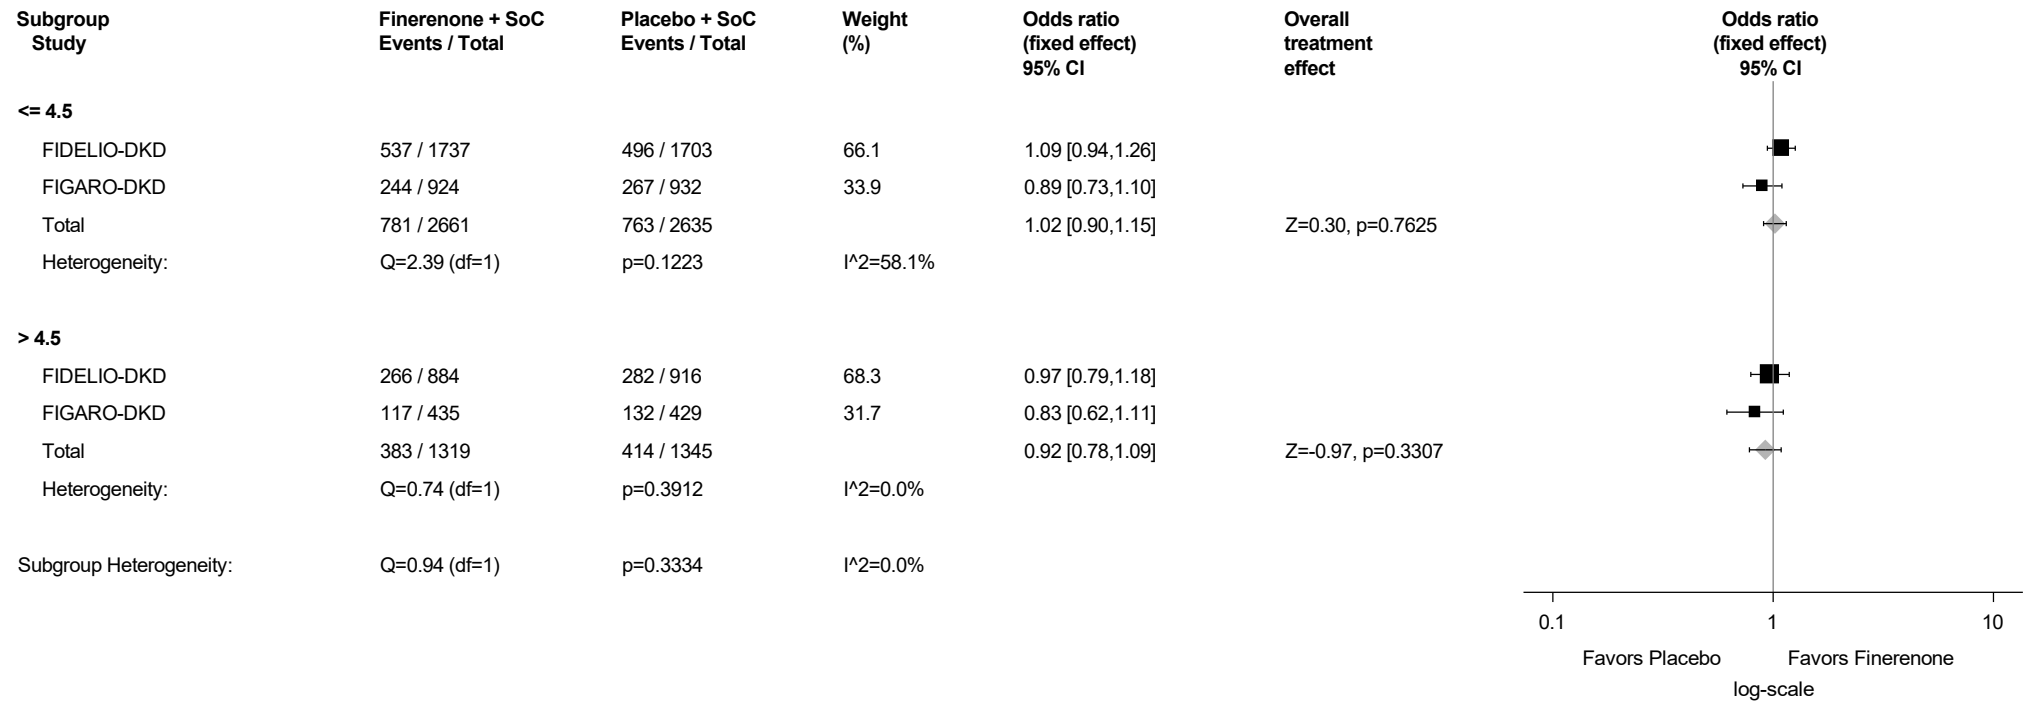 Subgroup Finerenone + SoC Placebo + SoC Weight Odds ratio Overall Odds ratio
Study Events / Total Events / Total (%) (fixed effect) treatment (fixed effect)
95% CI effect 95% CI
<= 4.5
FIDELIO-DKD 537 / 1737 496 / 1703 66.1 1.09 [0.94,1.26]
FIGARO-DKD 244 / 924 267 / 932 33.9 0.89 [0.73,1.10]
Total 781 / 2661 763 / 2635 1.02 [0.90,1.15] Z=0.30, p=0.7625
Heterogeneity: Q=2.39 (df=1) p=0.1223 I^2=58.1%
> 4.5
FIDELIO-DKD 266 / 884 282 / 916 68.3 0.97 [0.79,1.18]
FIGARO-DKD 117 / 435 132 / 429 31.7 0.83 [0.62,1.11]
Total 383 / 1319 414 / 1345 0.92 [0.78,1.09] Z=-0.97, p=0.3307
Heterogeneity: Q=0.74 (df=1) p=0.3912 I^2=0.0%
Subgroup Heterogeneity: Q=0.94 (df=1) p=0.3334 I^2=0.0%
0.1 1 10
Favors Placebo Favors Finerenone
log-scale